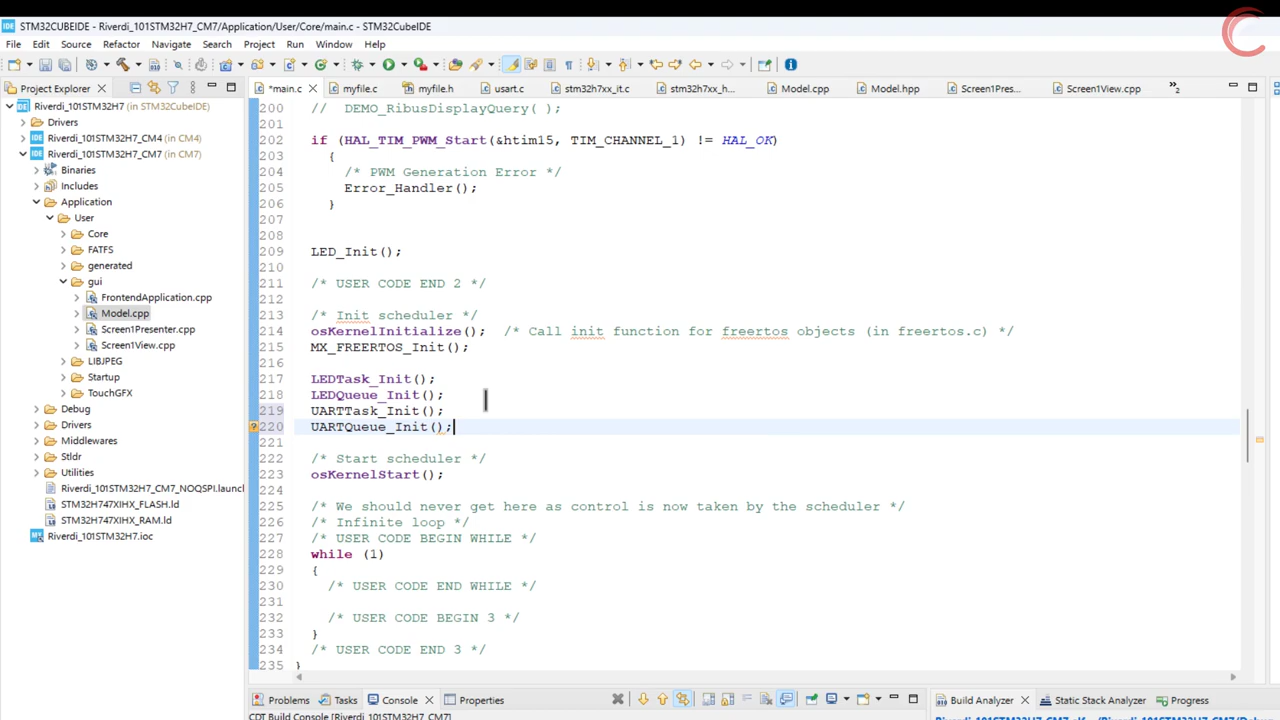 STM32CUBEIDE - Riverdi_101STM32H7_CM7/Application/User/Core/main.c - STM32CubeIDE
File Edit Source Refactor Navigate Search Project Run Window Help
Project Explorer
*main.c myfile.c myfile.h usart.c stm32h7xx_it.c stm32h7xx_h... Model.cpp Model.hpp Screen1Pres... Screen1View.cpp 2
Riverdi_101STM32H7 (in STM32CubeIDE)
Drivers
Riverdi_101STM32H7_CM4 (in CM4)
Riverdi_101STM32H7_CM7 (in CM7)
Binaries
Includes
Application
User
Core
FATFS
generated
gui
FrontendApplication.cpp
Model.cpp
Screen1Presenter.cpp
Screen1View.cpp
LIBJPEG
Startup
TouchGFX
Debug
Drivers
Middlewares
Stldr
Utilities
Riverdi_101STM32H7_CM7_NOQSPI.launch
STM32H747XIHX_FLASH.ld
STM32H747XIHX_RAM.ld
Riverdi_101STM32H7.ioc
200 // DEMO_RibusDisplayQuery( );
201
202 if (HAL_TIM_PWM_Start(&htim15, TIM_CHANNEL_1) != HAL_OK)
203 {
204 /* PWM Generation Error */
205 Error_Handler();
206 }
207
208
209 LED_Init();
210
211 /* USER CODE END 2 */
212
213 /* Init scheduler */
214 osKernelInitialize(); /* Call init function for freertos objects (in freertos.c) */
215 MX_FREERTOS_Init();
216
217 LEDTask_Init();
218 LEDQueue_Init();
219 UARTTask_Init();
220 UARTQueue_Init();
221
222 /* Start scheduler */
223 osKernelStart();
224
225 /* We should never get here as control is now taken by the scheduler */
226 /* Infinite loop */
227 /* USER CODE BEGIN WHILE */
228 while (1)
229 {
230 /* USER CODE END WHILE */
231
232 /* USER CODE BEGIN 3 */
233 }
234 /* USER CODE END 3 */
235 }
Problems Tasks Console Properties
Build Analyzer Static Stack Analyzer Progress
CDT Build Console [Riverdi_101STM32H7_CM7]